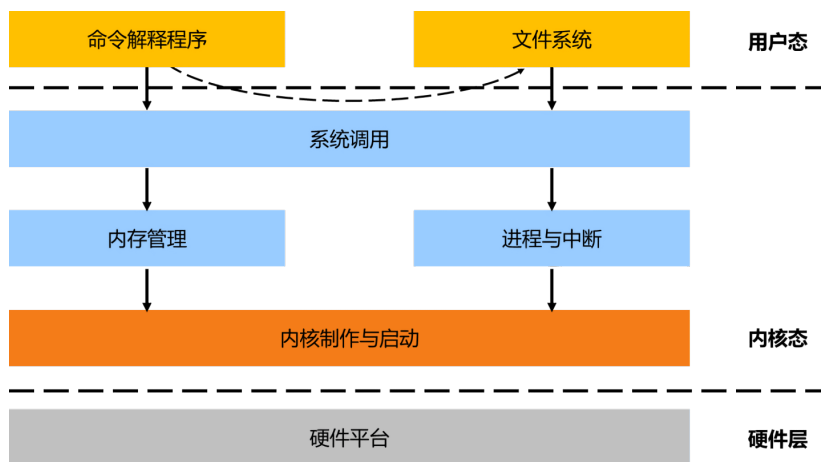 命令解释程序
文件系统
用户态
系统调用
内存管理
进程与中断
内核制作与启动
内核态
硬件平台
硬件层